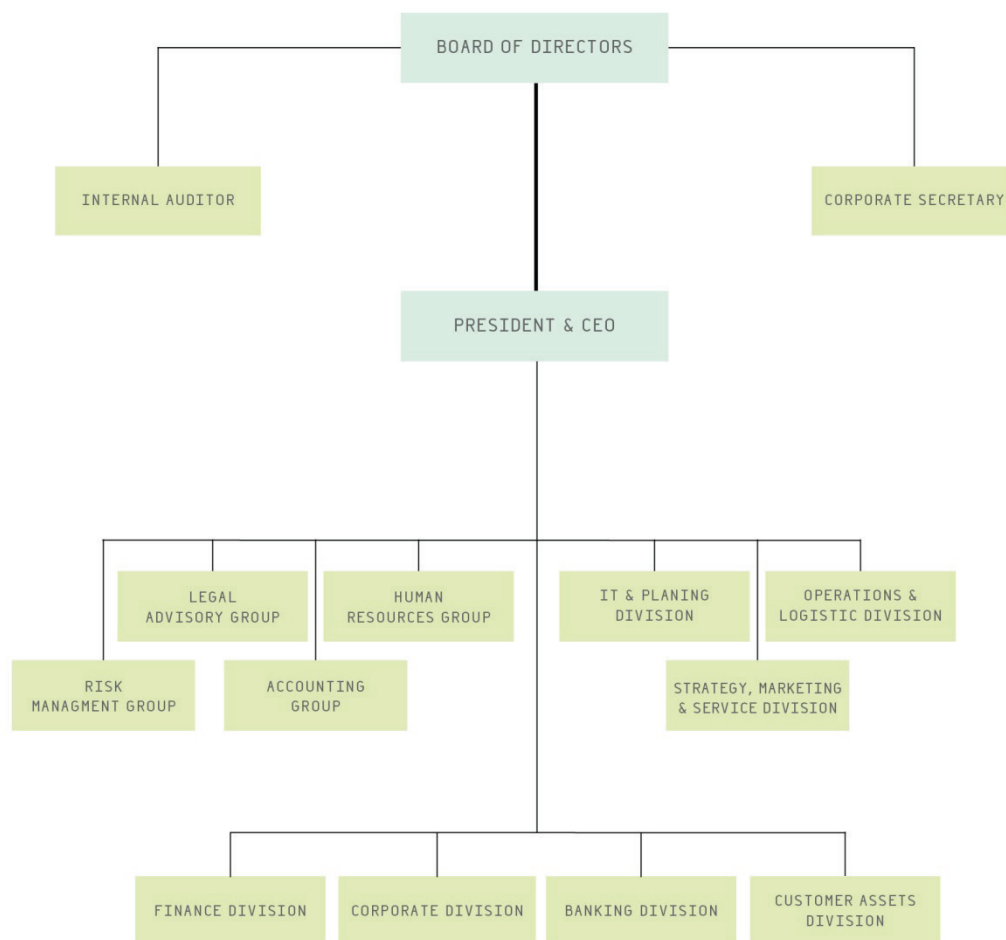 BOARD OF DIRECTORS
INTERNAL AUDITOR
CORPORATE SECRETARY
PRESIDENT & CEO
LEGAL
ADVISORY GROUP
HUMAN
RESOURCES GROUP
IT & PLANING
DIVISION
OPERATIONS &
LOGISTIC DIVISION
RISK
MANAGMENT GROUP
ACCOUNTING
GROUP
STRATEGY, MARKETING
& SERVICE DIVISION
FINANCE DIVISION
CORPORATE DIVISION
BANKING DIVISION
CUSTOMER ASSETS
DIVISION